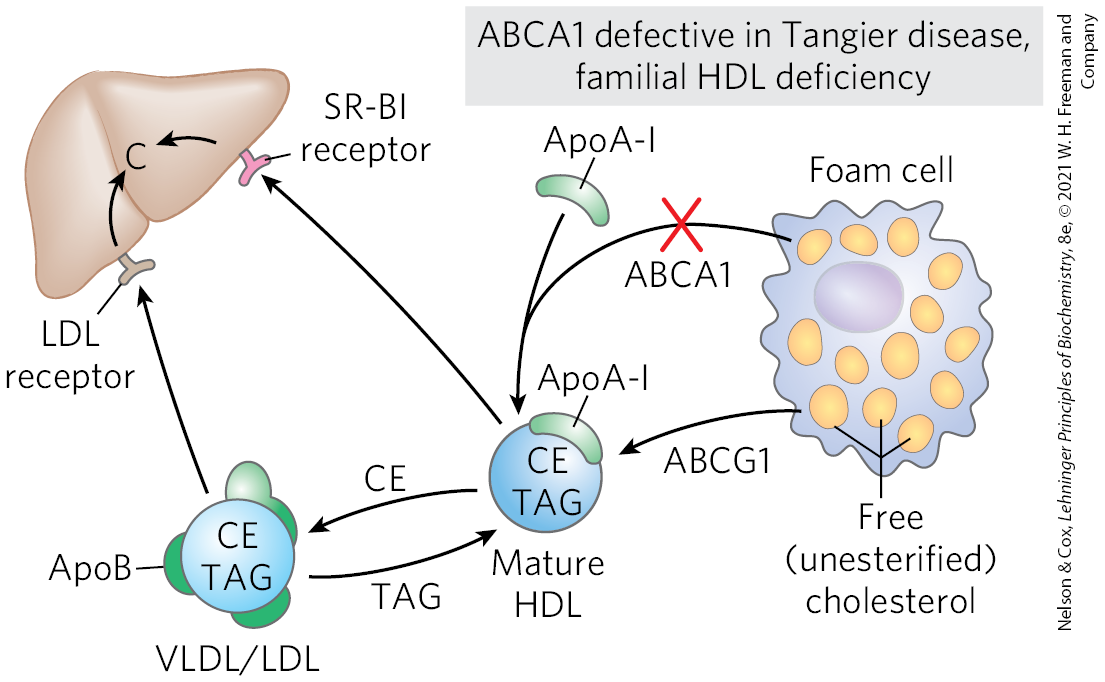 ABCA1 defective in Tangier disease,
familial HDL deficiency
SR-BI
receptor
C
LDL
receptor
ApoA-I
ABCA1
Foam cell
ApoA-I
CE
TAG
Mature
HDL
ABCG1
Free
(unesterified)
cholesterol
CE
TAG
ApoB
CE
TAG
VLDL/LDL
Nelson & Cox, Lehninger Principles of Biochemistry, 8e, © 2021 W. H. Freeman and
Company